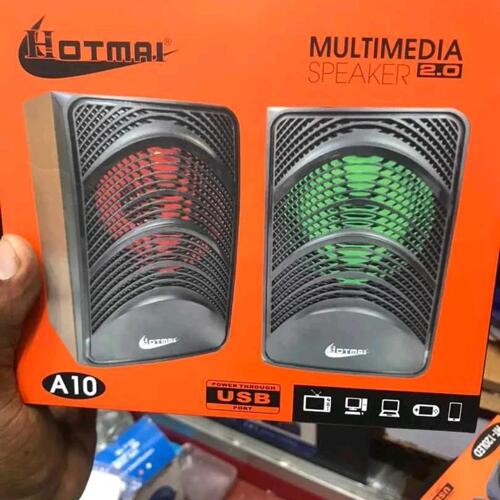 HOTMAI
MULTIMEDIA
SPEAKER 2.0
HOTMAI
HOTMAI
A10
POWER THROUGH
USB
PORT